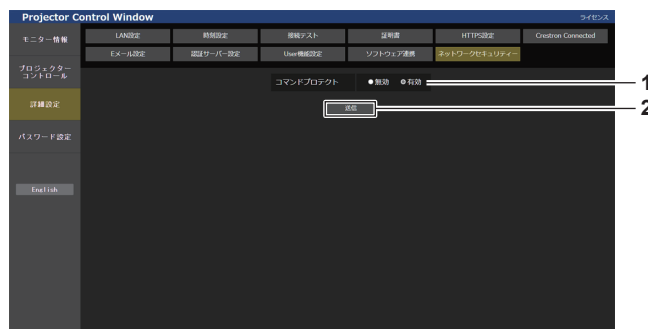 Projector Control Window
ライセンス
モニター情報
LAN設定
時刻設定
接続テスト
証明書
HTTPS設定
Crestron Connected
Eメール設定
認証サーバー設定
User機能設定
ソフトウェア連携
ネットワークセキュリティー
プロジェクター
コントロール
コマンドプロテクト
無効
有効
1
送信
2
詳細設定
パスワード設定
English